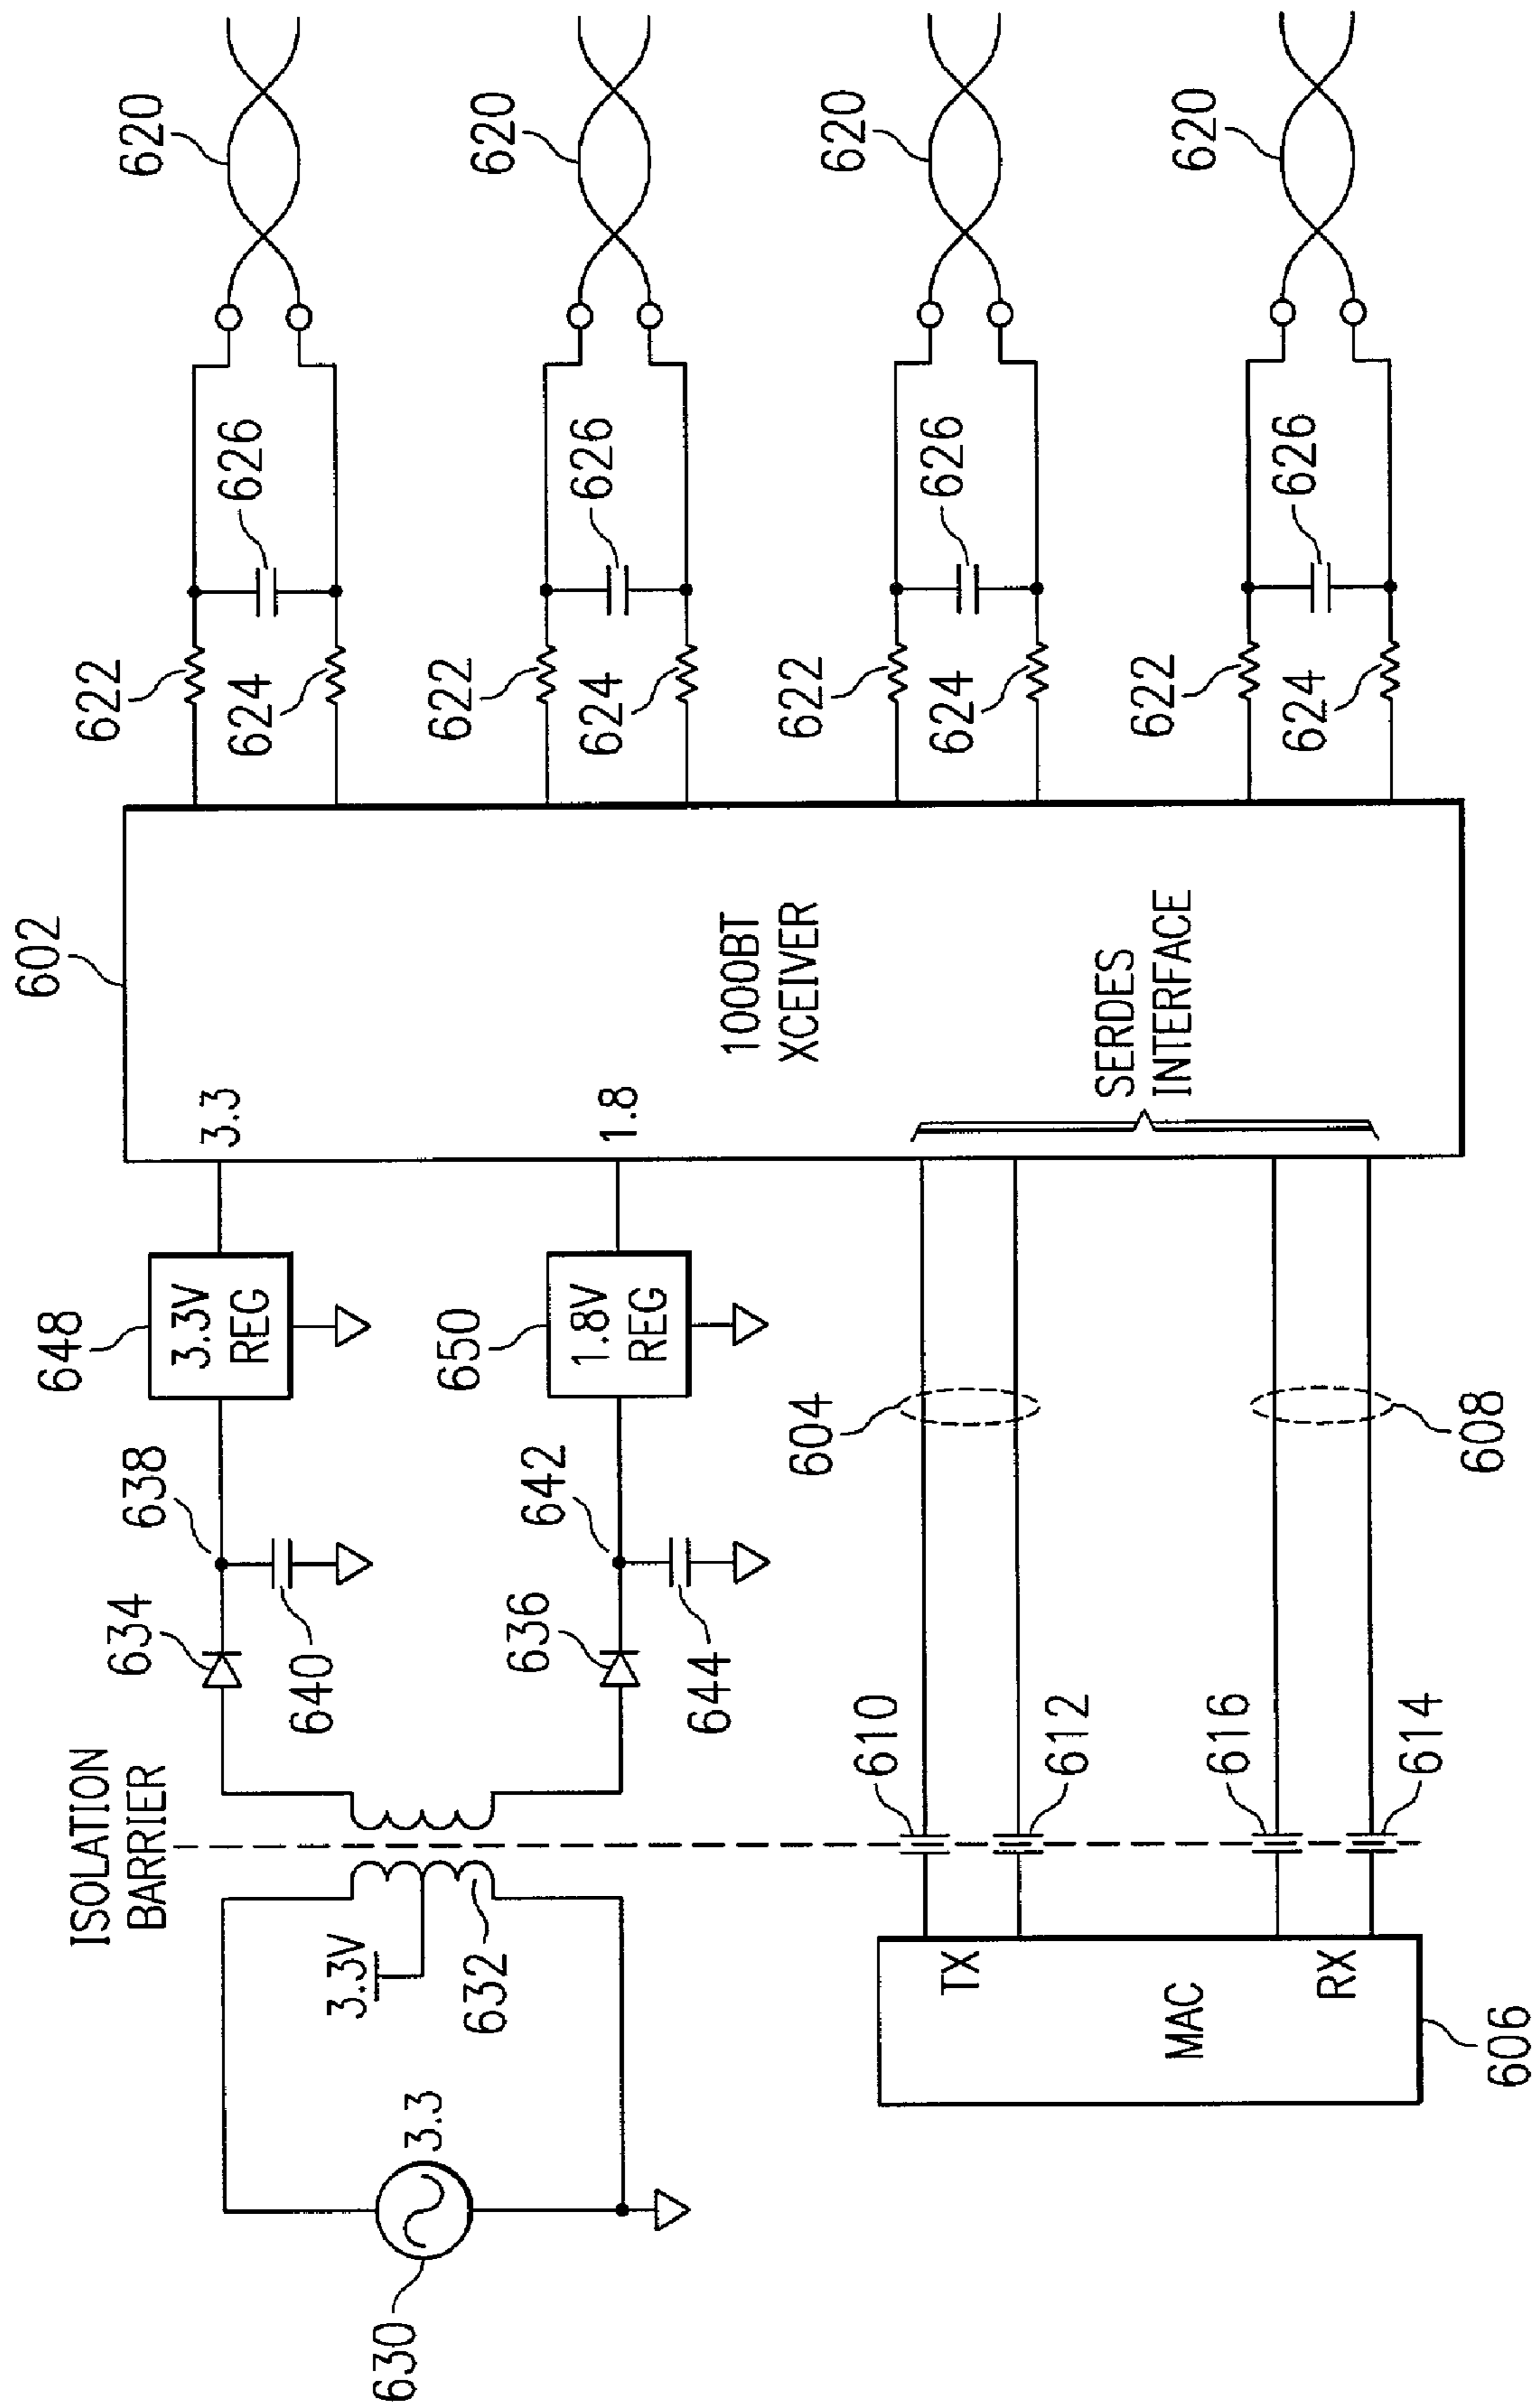 602
620
620
620
620
622
624
626
622
624
626
622
624
626
622
624
626
3.3
1.8
1000BT
XCEIVER
SERDES
INTERFACE
648
3.3V
REG
650
1.8V
REG
638
642
634
640
636
644
604
608
ISOLATION
BARRIER
610
612
616
614
3.3V
632
3.3
630
TX
RX
MAC
606